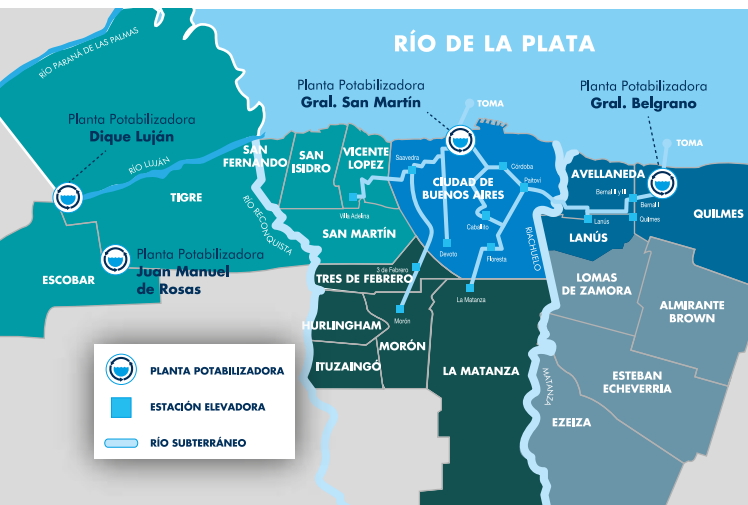 RÍO DE LA PLATA
RÍO PARANÁ DE LAS PALMAS
Planta Potabilizadora
Gral. San Martín
Planta Potabilizadora
Gral. Belgrano
TOMA
TOMA
Planta Potabilizadora
Dique Luján
RÍO LUJÁN
SAN
FERNANDO
SAN
ISIDRO
VICENTE
LOPEZ
Saavedra
CIUDAD DE
BUENOS AIRES
Córdoba
Paitoví
AVELLANEDA
Bernal II y III
Bernal I
TIGRE
RÍO RECONQUISTA
Villa Adelina
Caballito
Lanús
Quilmes
QUILMES
SAN MARTÍN
Devoto
Floresta
RIACHUELO
LANÚS
Planta Potabilizadora
Juan Manuel
de Rosas
ESCOBAR
3 de Febrero
TRES DE FEBRERO
La Matanza
LOMAS
DE ZAMORA
ALMIRANTE
BROWN
HURLINGHAM
Morón
MORÓN
ITUZAINGÓ
LA MATANZA
MATANZA
ESTEBAN
ECHEVERRIA
EZEIZA
PLANTA POTABILIZADORA
ESTACIÓN ELEVADORA
RÍO SUBTERRÁNEO